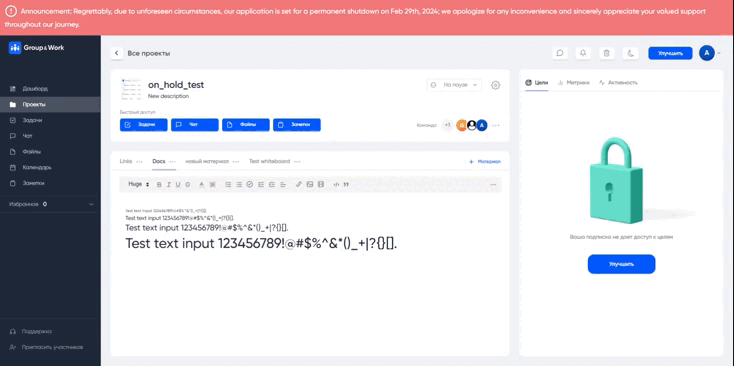 Announcement: Regrettably, due to unforeseen circumstances, our application is set for a permanent shutdown on Feb 29th, 2024; we apologize for any inconvenience and sincerely appreciate your valued support
throughout our journey.
Group & Work
Все проекты
Улучшить
A
Дашборд
Проекты
Задачи
Чат
Файлы
Календарь
Заметки
Избранное 0
Поддержка
Пригласить участников
on_hold_test
New description
На паузе
Быстрый доступ
Задачи
Чат
Файлы
Заметки
Команда:
+1
A
Links
Docs
новый материал
Test whiteboard
+ Материал
Huge
B I U S
Test text input 123456789!@#$%^&*()_+|?{}[].
Test text input 123456789!@#$%^&*()_+|?{}[].
Test text input 123456789!@#$%^&*()_+|?{}[].
Test text input 123456789!@#$%^&*()_+|?{}[].
Цели
Метрика
Активность
Ваша подписка не дает доступ к целям
Улучшить